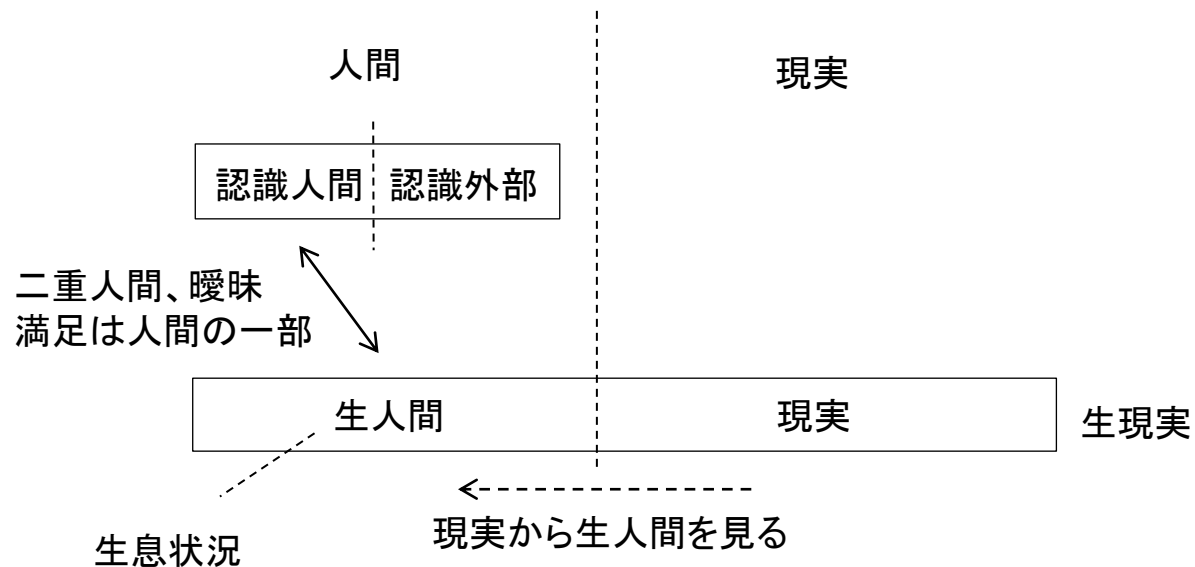 人間
現実
認識人間
認識外部
二重人間、曖昧
満足は人間の一部
生人間
現実
生現実
現実から生人間を見る
生息状況